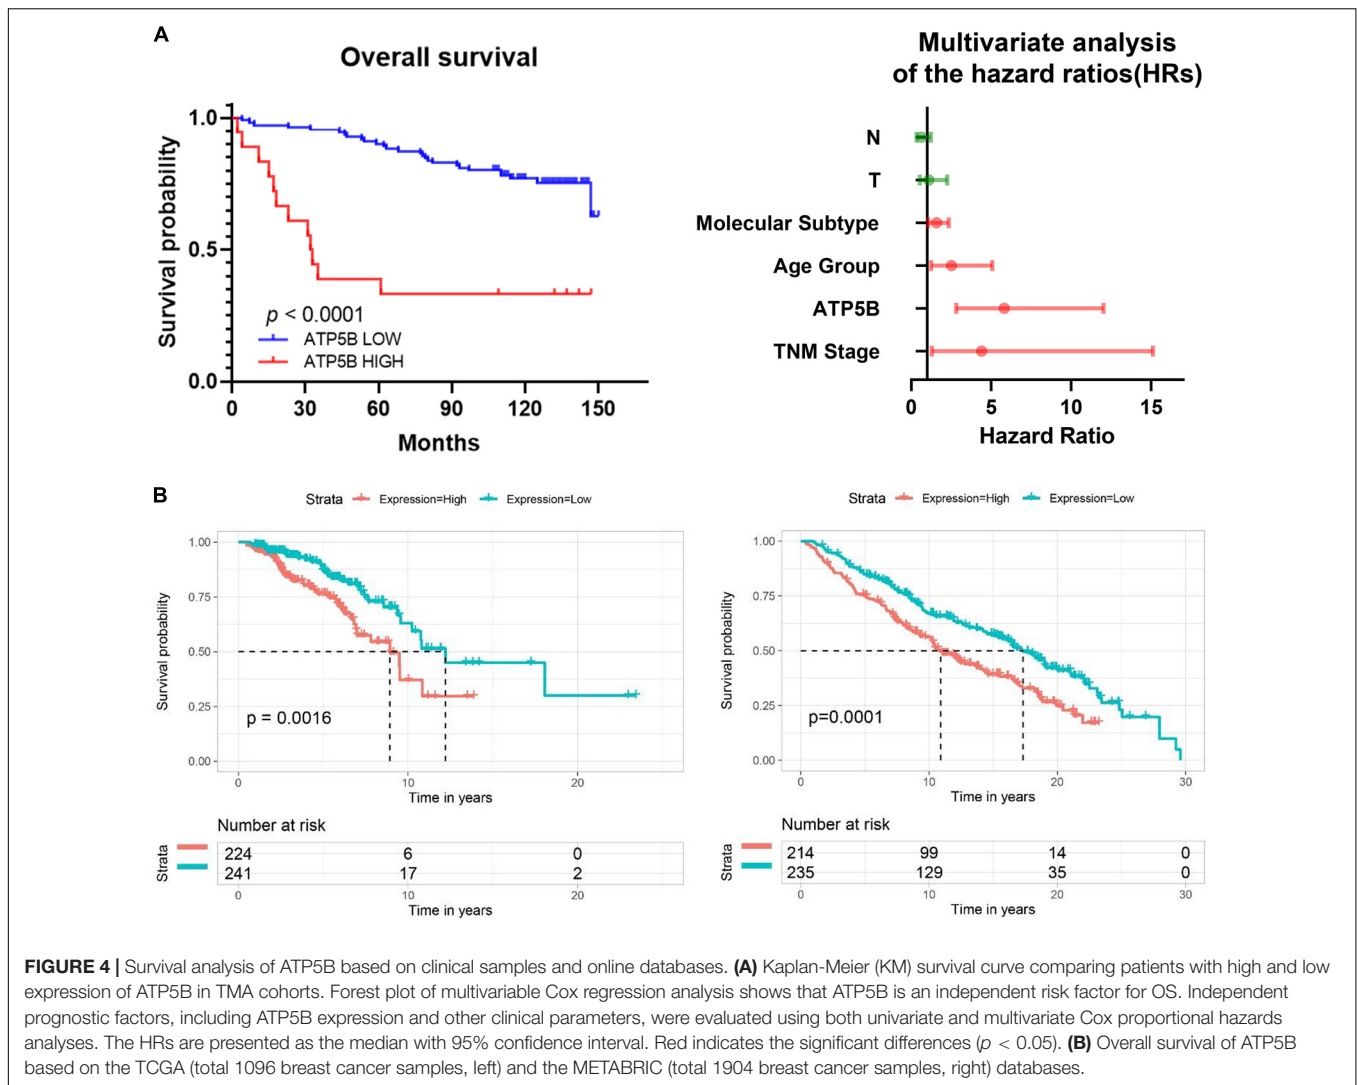 A
Overall survival
Survival probability
1.0
0.5
0.0
p < 0.0001
ATP5B LOW
ATP5B HIGH
0 30 60 90 120 150
Months
Multivariate analysis
of the hazard ratios(HRs)
N
T
Molecular Subtype
Age Group
ATP5B
TNM Stage
0 5 10 15
Hazard Ratio
B
Strata Expression=High Expression=Low
Survival probability
1.00
0.75
0.50
0.25
0.00
p = 0.0016
0 10 20
Time in years
Number at risk
Strata
224 6 0
241 17 2
0 10 20
Time in years
Strata Expression=High Expression=Low
Survival probability
1.00
0.75
0.50
0.25
0.00
p=0.0001
0 10 20 30
Time in years
Number at risk
Strata
214 99 14 0
235 129 35 0
0 10 20 30
Time in years
FIGURE 4 | Survival analysis of ATP5B based on clinical samples and online databases. (A) Kaplan-Meier (KM) survival curve comparing patients with high and low
expression of ATP5B in TMA cohorts. Forest plot of multivariable Cox regression analysis shows that ATP5B is an independent risk factor for OS. Independent
prognostic factors, including ATP5B expression and other clinical parameters, were evaluated using both univariate and multivariate Cox proportional hazards
analyses. The HRs are presented as the median with 95% confidence interval. Red indicates the significant differences (p < 0.05). (B) Overall survival of ATP5B
based on the TCGA (total 1096 breast cancer samples, left) and the METABRIC (total 1904 breast cancer samples, right) databases.